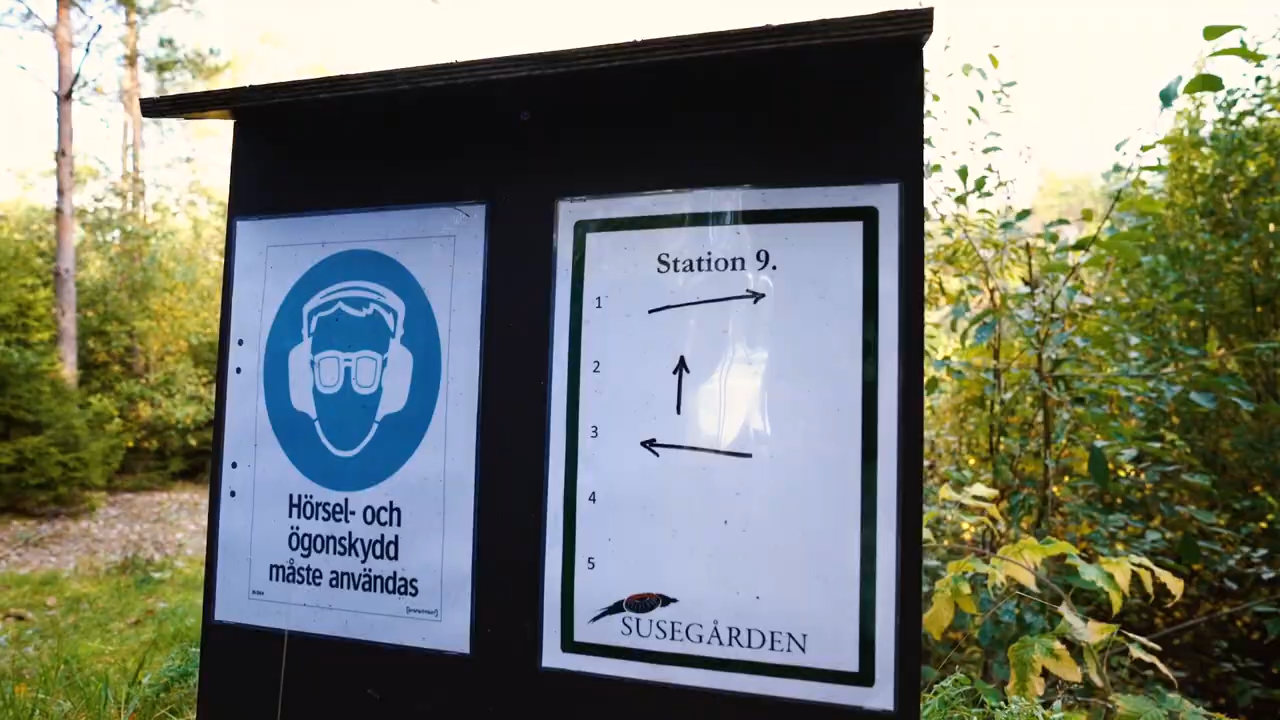 Hörsel- och
ögonskydd
måste användas
Station 9.
1
2
3
4
5
SUSEGÅRDEN